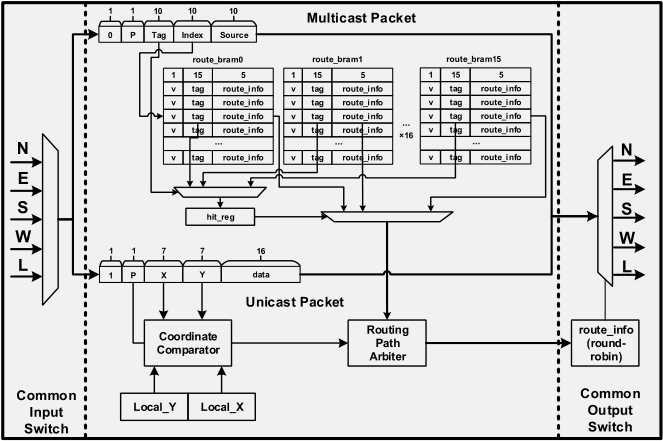 Multicast Packet
1 1 10 10 10
0 P Tag Index Source
route_bram0 route_bram1 route_bram15
1 15 5 1 15 5 1 15 5
v tag route_info v tag route_info v tag route_info
v tag route_info v tag route_info v tag route_info
v tag route_info v tag route_info v tag route_info
v tag route_info v tag route_info v tag route_info
... ... ...
v tag route_info v tag route_info v tag route_info
...
×16
N
E
S
W
L
N
E
S
W
L
hit_reg
1 1 7 7 16
1 P X Y data
Unicast Packet
Coordinate
Comparator
Routing
Path
Arbiter
route_info
(round-
robin)
Local_Y Local_X
Common
Input
Switch
Common
Output
Switch